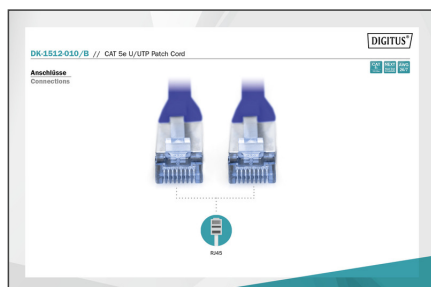 DIGITUS®
DK-1512-010/B // CAT 5e U/UTP Patch Cord
Anschlüsse
Connections
RJ45